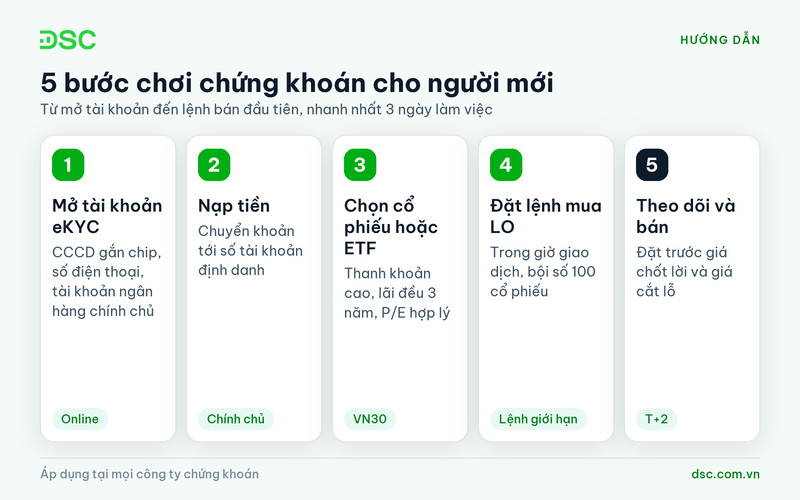 DSC
HƯỚNG DẪN
5 bước chơi chứng khoán cho người mới
Từ mở tài khoản đến lệnh bán đầu tiên, nhanh nhất 3 ngày làm việc
1
Mở tài khoản
eKYC
CCCD gắn chip,
số điện thoại,
tài khoản ngân
hàng chính chủ
Online
2
Nạp tiền
Chuyển khoản
tới số tài khoản
định danh
Chính chủ
3
Chọn cổ
phiếu hoặc
ETF
Thanh khoản
cao, lãi đều 3
năm, P/E hợp lý
VN30
4
Đặt lệnh mua
LO
Trong giờ giao
dịch, bội số 100
cổ phiếu
Lệnh giới hạn
5
Theo dõi và
bán
Đặt trước giá
chốt lời và giá
cắt lỗ
T+2
Áp dụng tại mọi công ty chứng khoán
dsc.com.vn